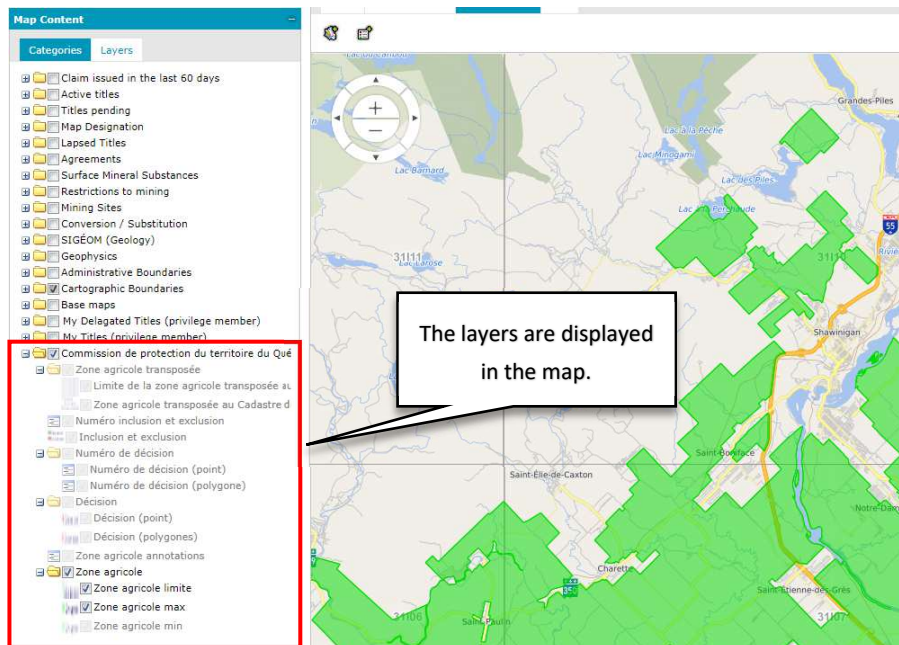 Map Content
Categories Layers
Claim issued in the last 60 days
Active titles
Titles pending
Map Designation
Lapsed Titles
Agreements
Surface Mineral Substances
Restrictions to mining
Mining Sites
Conversion / Substitution
SIGÉOM (Geology)
Geophysics
Administrative Boundaries
Cartographic Boundaries
Base maps
My Delagated Titles (privilege member)
My Titles (privilege member)
Commission de protection du territoire du Qué
Zone agricole transposée
Limite de la zone agricole transposée au
Zone agricole transposée au Cadastre d
Numéro inclusion et exclusion
Inclusion et exclusion
Numéro de décision
Numéro de décision (point)
Numéro de décision (polygone)
Décision
Décision (point)
Décision (polygones)
Zone agricole annotations
Zone agricole
Zone agricole limite
Zone agricole max
Zone agricole min
The layers are displayed
in the map.
Grandes-Piles
Lac à la Pêche
Lac Minogami
Lac Barnard
Lac des Piles
Lac à la Perchaude
55
31I11
Lac Larose
31I10
Shawinigan
Saint-Boniface
Saint-Élie-de-Caxton
Notre-Dam
Charette
Saint-Étienne-des-Grès
31I06
Saint-Paulin
31I07